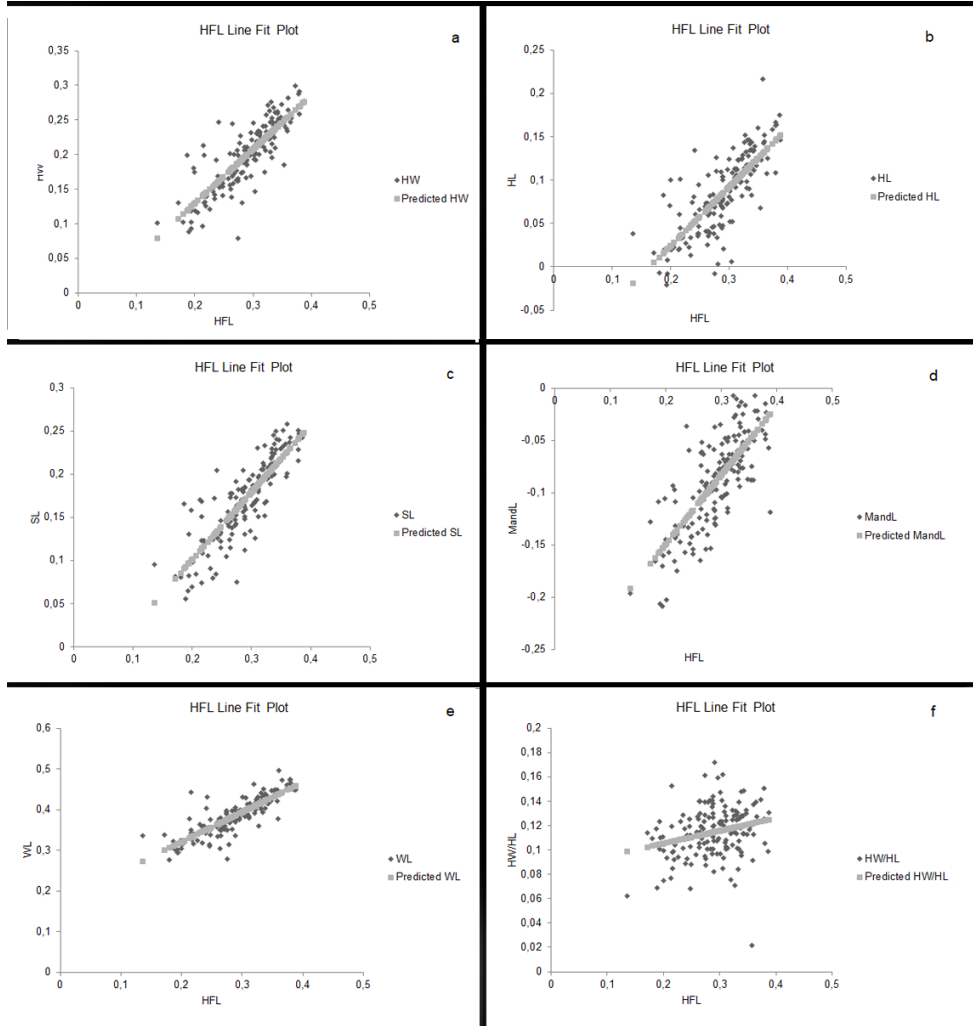 HFL Line Fit Plot
a
0,35
0,3
0,25
0,2
0,15
0,1
0,05
0
HW
0 0,1 0,2 0,3 0,4 0,5
HFL
HW
Predicted HW
HFL Line Fit Plot
b
0,25
0,2
0,15
0,1
0,05
0
-0,05
HL
0 0,1 0,2 0,3 0,4 0,5
HFL
HL
Predicted HL
HFL Line Fit Plot
c
0,3
0,25
0,2
0,15
0,1
0,05
0
SL
0 0,1 0,2 0,3 0,4 0,5
HFL
SL
Predicted SL
HFL Line Fit Plot
d
0
-0,05
-0,1
-0,15
-0,2
-0,25
MandL
0 0,1 0,2 0,3 0,4 0,5
HFL
MandL
Predicted MandL
HFL Line Fit Plot
e
0,6
0,5
0,4
0,3
0,2
0,1
0
WL
0 0,1 0,2 0,3 0,4 0,5
HFL
WL
Predicted WL
HFL Line Fit Plot
f
0,2
0,18
0,16
0,14
0,12
0,1
0,08
0,06
0,04
0,02
0
HW/HL
0 0,1 0,2 0,3 0,4 0,5
HFL
HW/HL
Predicted HW/HL